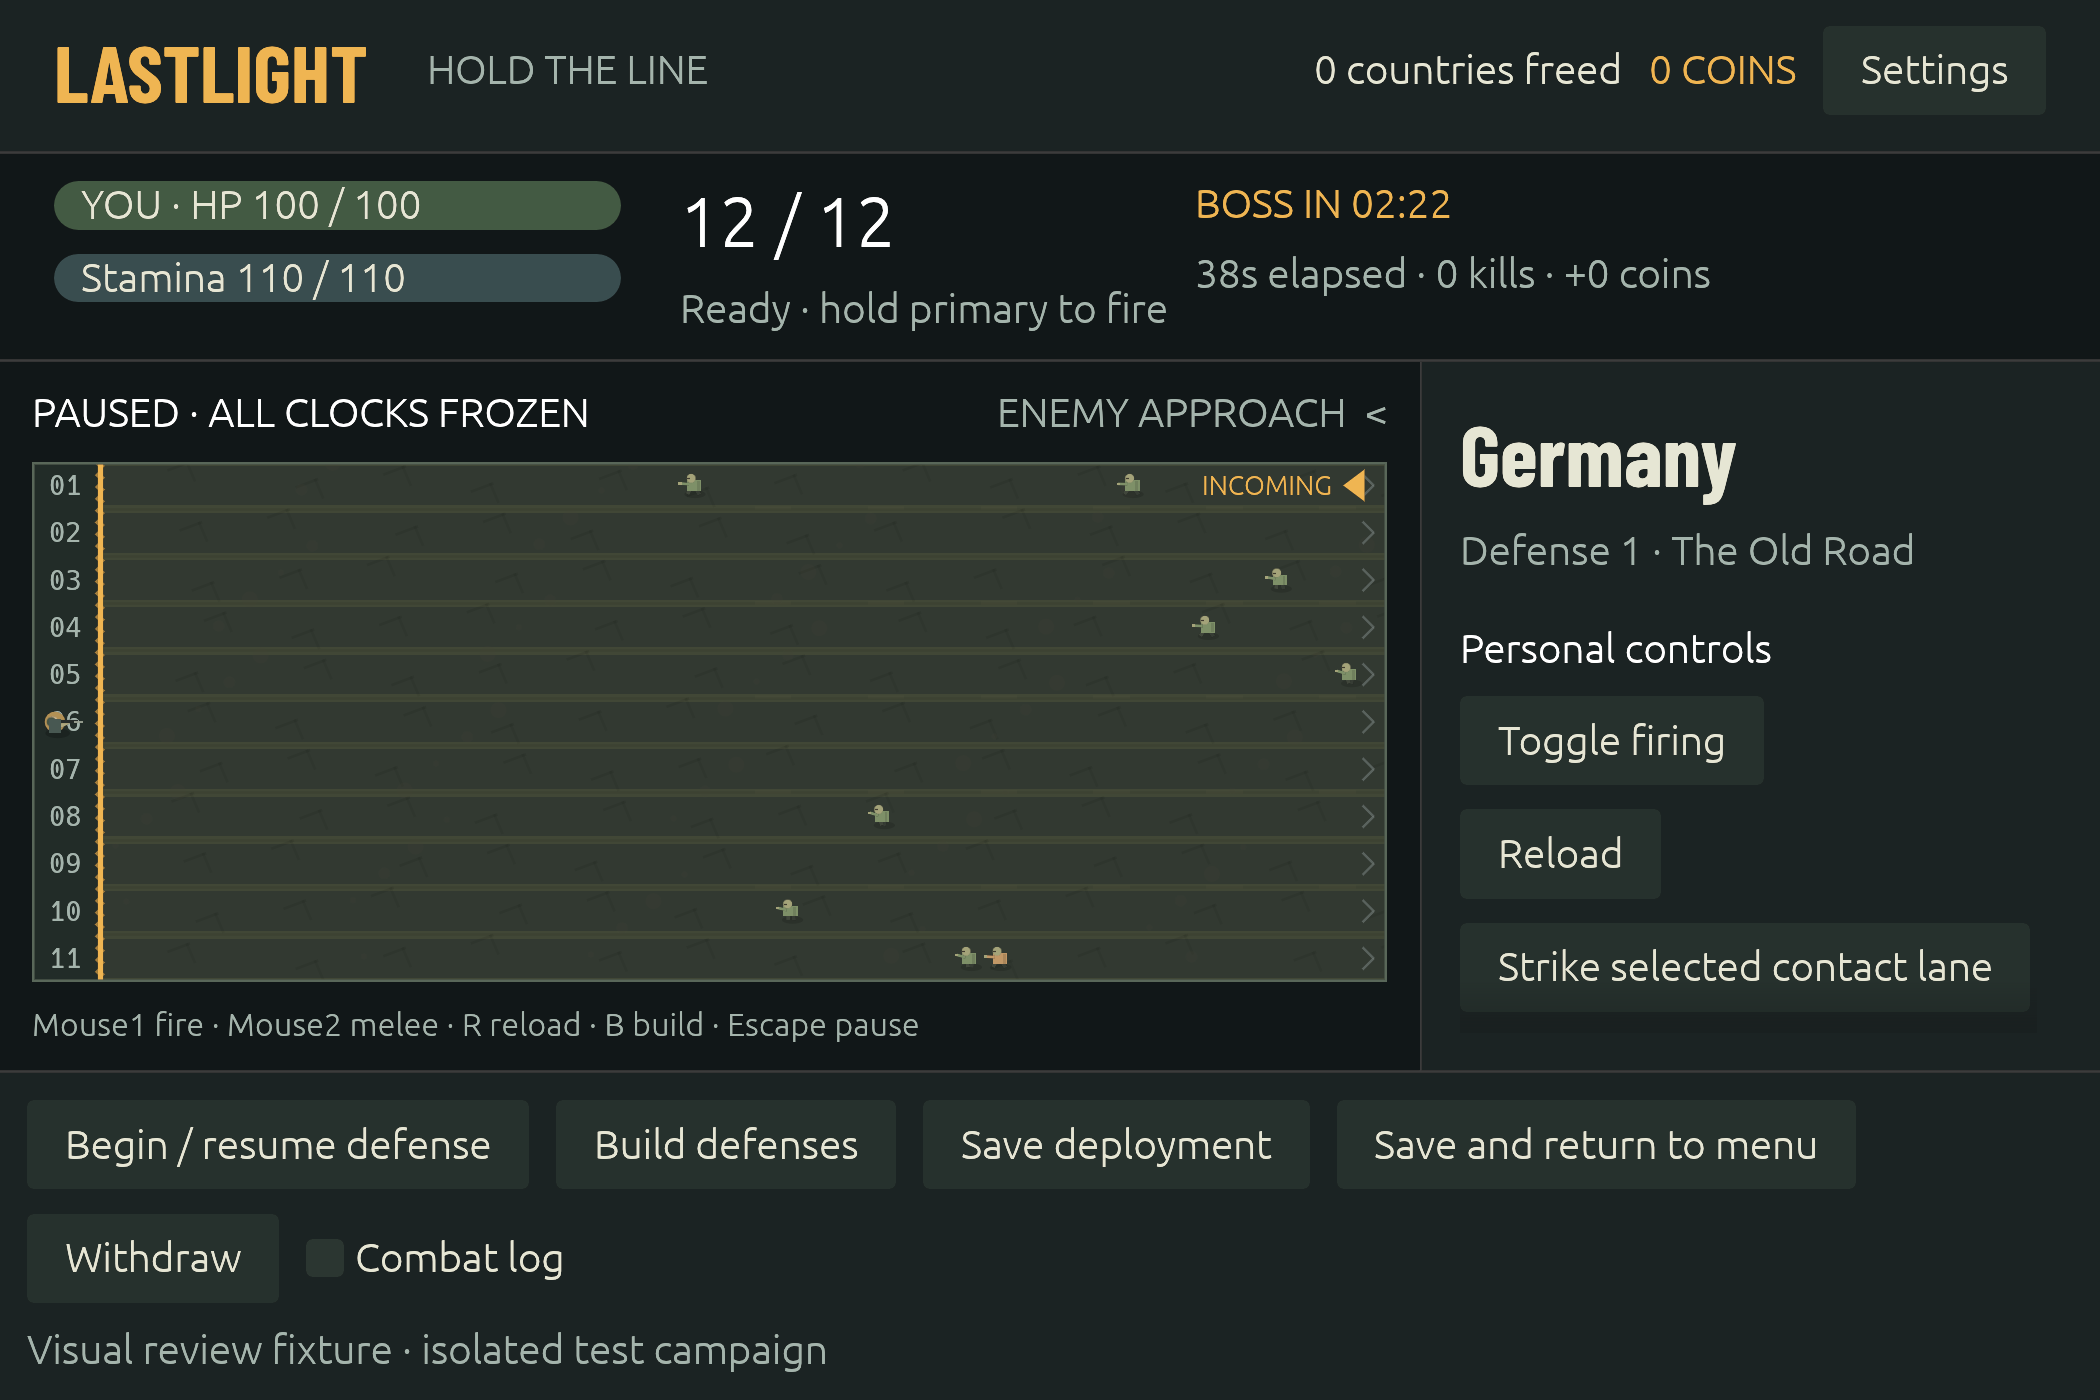 LASTLIGHT HOLD THE LINE 0 countries freed 0 COINS Settings
YOU · HP 100 / 100
Stamina 110 / 110
12 / 12
Ready · hold primary to fire
BOSS IN 02:22
38s elapsed · 0 kills · +0 coins
PAUSED · ALL CLOCKS FROZEN ENEMY APPROACH <
01 INCOMING
02
03
04
05
06
07
08
09
10
11
Mouse1 fire · Mouse2 melee · R reload · B build · Escape pause
Germany
Defense 1 · The Old Road
Personal controls
Toggle firing
Reload
Strike selected contact lane
Begin / resume defense Build defenses Save deployment Save and return to menu
Withdraw Combat log
Visual review fixture · isolated test campaign